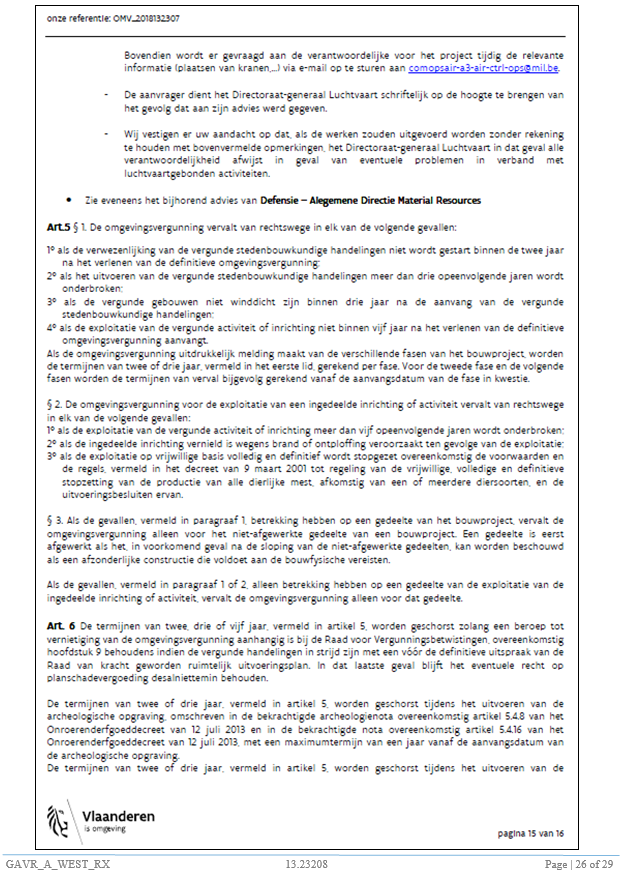 onze referentie: OMV_2018132307
Bovendien wordt er gevraagd aan de verantwoordelijke voor het project tijdig de relevante
informatie (plaatsen van kranen,...) via e-mail op te sturen aan comopsair-a3-air-ctrl-ops@mil.be.
- De aanvrager dient het Directoraat-generaal Luchtvaart schriftelijk op de hoogte te brengen van
het gevolg dat aan zijn advies werd gegeven.
- Wij vestigen er uw aandacht op dat, als de werken zouden uitgevoerd worden zonder rekening
te houden met bovenvermelde opmerkingen, het Directoraat-generaal Luchtvaart in dat geval alle
verantwoordelijkheid afwijst in geval van eventuele problemen in verband met
luchtvaartgebonden activiteiten.
• Zie eveneens het bijhorend advies van Defensie – Alegemene Directie Material Resources
Art.5 § 1. De omgevingsvergunning vervalt van rechtswege in elk van de volgende gevallen:
1° als de verwezenlijking van de vergunde stedenbouwkundige handelingen niet wordt gestart binnen de twee jaar
na het verlenen van de definitieve omgevingsvergunning;
2° als het uitvoeren van de vergunde stedenbouwkundige handelingen meer dan drie opeenvolgende jaren wordt
onderbroken;
3° als de vergunde gebouwen niet winddicht zijn binnen drie jaar na de aanvang van de vergunde
stedenbouwkundige handelingen;
4° als de exploitatie van de vergunde activiteit of inrichting niet binnen vijf jaar na het verlenen van de definitieve
omgevingsvergunning aanvangt.
Als de omgevingsvergunning uitdrukkelijk melding maakt van de verschillende fasen van het bouwproject, worden
de termijnen van twee of drie jaar, vermeld in het eerste lid, gerekend per fase. Voor de tweede fase en de volgende
fasen worden de termijnen van verval bijgevolg gerekend vanaf de aanvangsdatum van de fase in kwestie.
§ 2. De omgevingsvergunning voor de exploitatie van een ingedeelde inrichting of activiteit vervalt van rechtswege
in elk van de volgende gevallen:
1° als de exploitatie van de vergunde activiteit of inrichting meer dan vijf opeenvolgende jaren wordt onderbroken;
2° als de ingedeelde inrichting vernield is wegens brand of ontploffing veroorzaakt ten gevolge van de exploitatie;
3° als de exploitatie op vrijwillige basis volledig en definitief wordt stopgezet overeenkomstig de voorwaarden en
de regels, vermeld in het decreet van 9 maart 2001 tot regeling van de vrijwillige, volledige en definitieve
stopzetting van de productie van alle dierlijke mest, afkomstig van een of meerdere diersoorten, en de
uitvoeringsbesluiten ervan.
§ 3. Als de gevallen, vermeld in paragraaf 1, betrekking hebben op een gedeelte van het bouwproject, vervalt de
omgevingsvergunning alleen voor het niet-afgewerkte gedeelte van een bouwproject. Een gedeelte is eerst
afgewerkt als het, in voorkomend geval na de sloping van de niet-afgewerkte gedeelten, kan worden beschouwd
als een afzonderlijke constructie die voldoet aan de bouwfysische vereisten.
Als de gevallen, vermeld in paragraaf 1 of 2, alleen betrekking hebben op een gedeelte van de exploitatie van de
ingedeelde inrichting of activiteit, vervalt de omgevingsvergunning alleen voor dat gedeelte.
Art. 6 De termijnen van twee, drie of vijf jaar, vermeld in artikel 5, worden geschorst zolang een beroep tot
vernietiging van de omgevingsvergunning aanhangig is bij de Raad voor Vergunningsbetwistingen, overeenkomstig
hoofdstuk 9 behoudens indien de vergunde handelingen in strijd zijn met een vóór de definitieve uitspraak van de
Raad van kracht geworden ruimtelijk uitvoeringsplan. In dat laatste geval blijft het eventuele recht op
planschadevergoeding desalniettemin behouden.
De termijnen van twee of drie jaar, vermeld in artikel 5, worden geschorst tijdens het uitvoeren van de
archeologische opgraving, omschreven in de bekrachtigde archeologienota overeenkomstig artikel 5.4.8 van het
Onroerenderfgoeddecreet van 12 juli 2013 en in de bekrachtigde nota overeenkomstig artikel 5.4.16 van het
Onroerenderfgoeddecreet van 12 juli 2013, met een maximumtermijn van een jaar vanaf de aanvangsdatum van
de archeologische opgraving.
De termijnen van twee of drie jaar, vermeld in artikel 5, worden geschorst tijdens het uitvoeren van de
Vlaanderen
is omgeving
pagina 15 van 16
GAVR_A_WEST_RX 13.23208 Page | 26 of 29